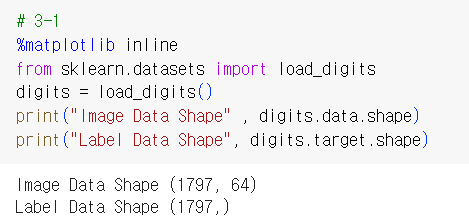 # 3-1
%matplotlib inline
from sklearn.datasets import load_digits
digits = load_digits()
print("Image Data Shape" , digits.data.shape)
print("Label Data Shape", digits.target.shape)
Image Data Shape (1797, 64)
Label Data Shape (1797,)